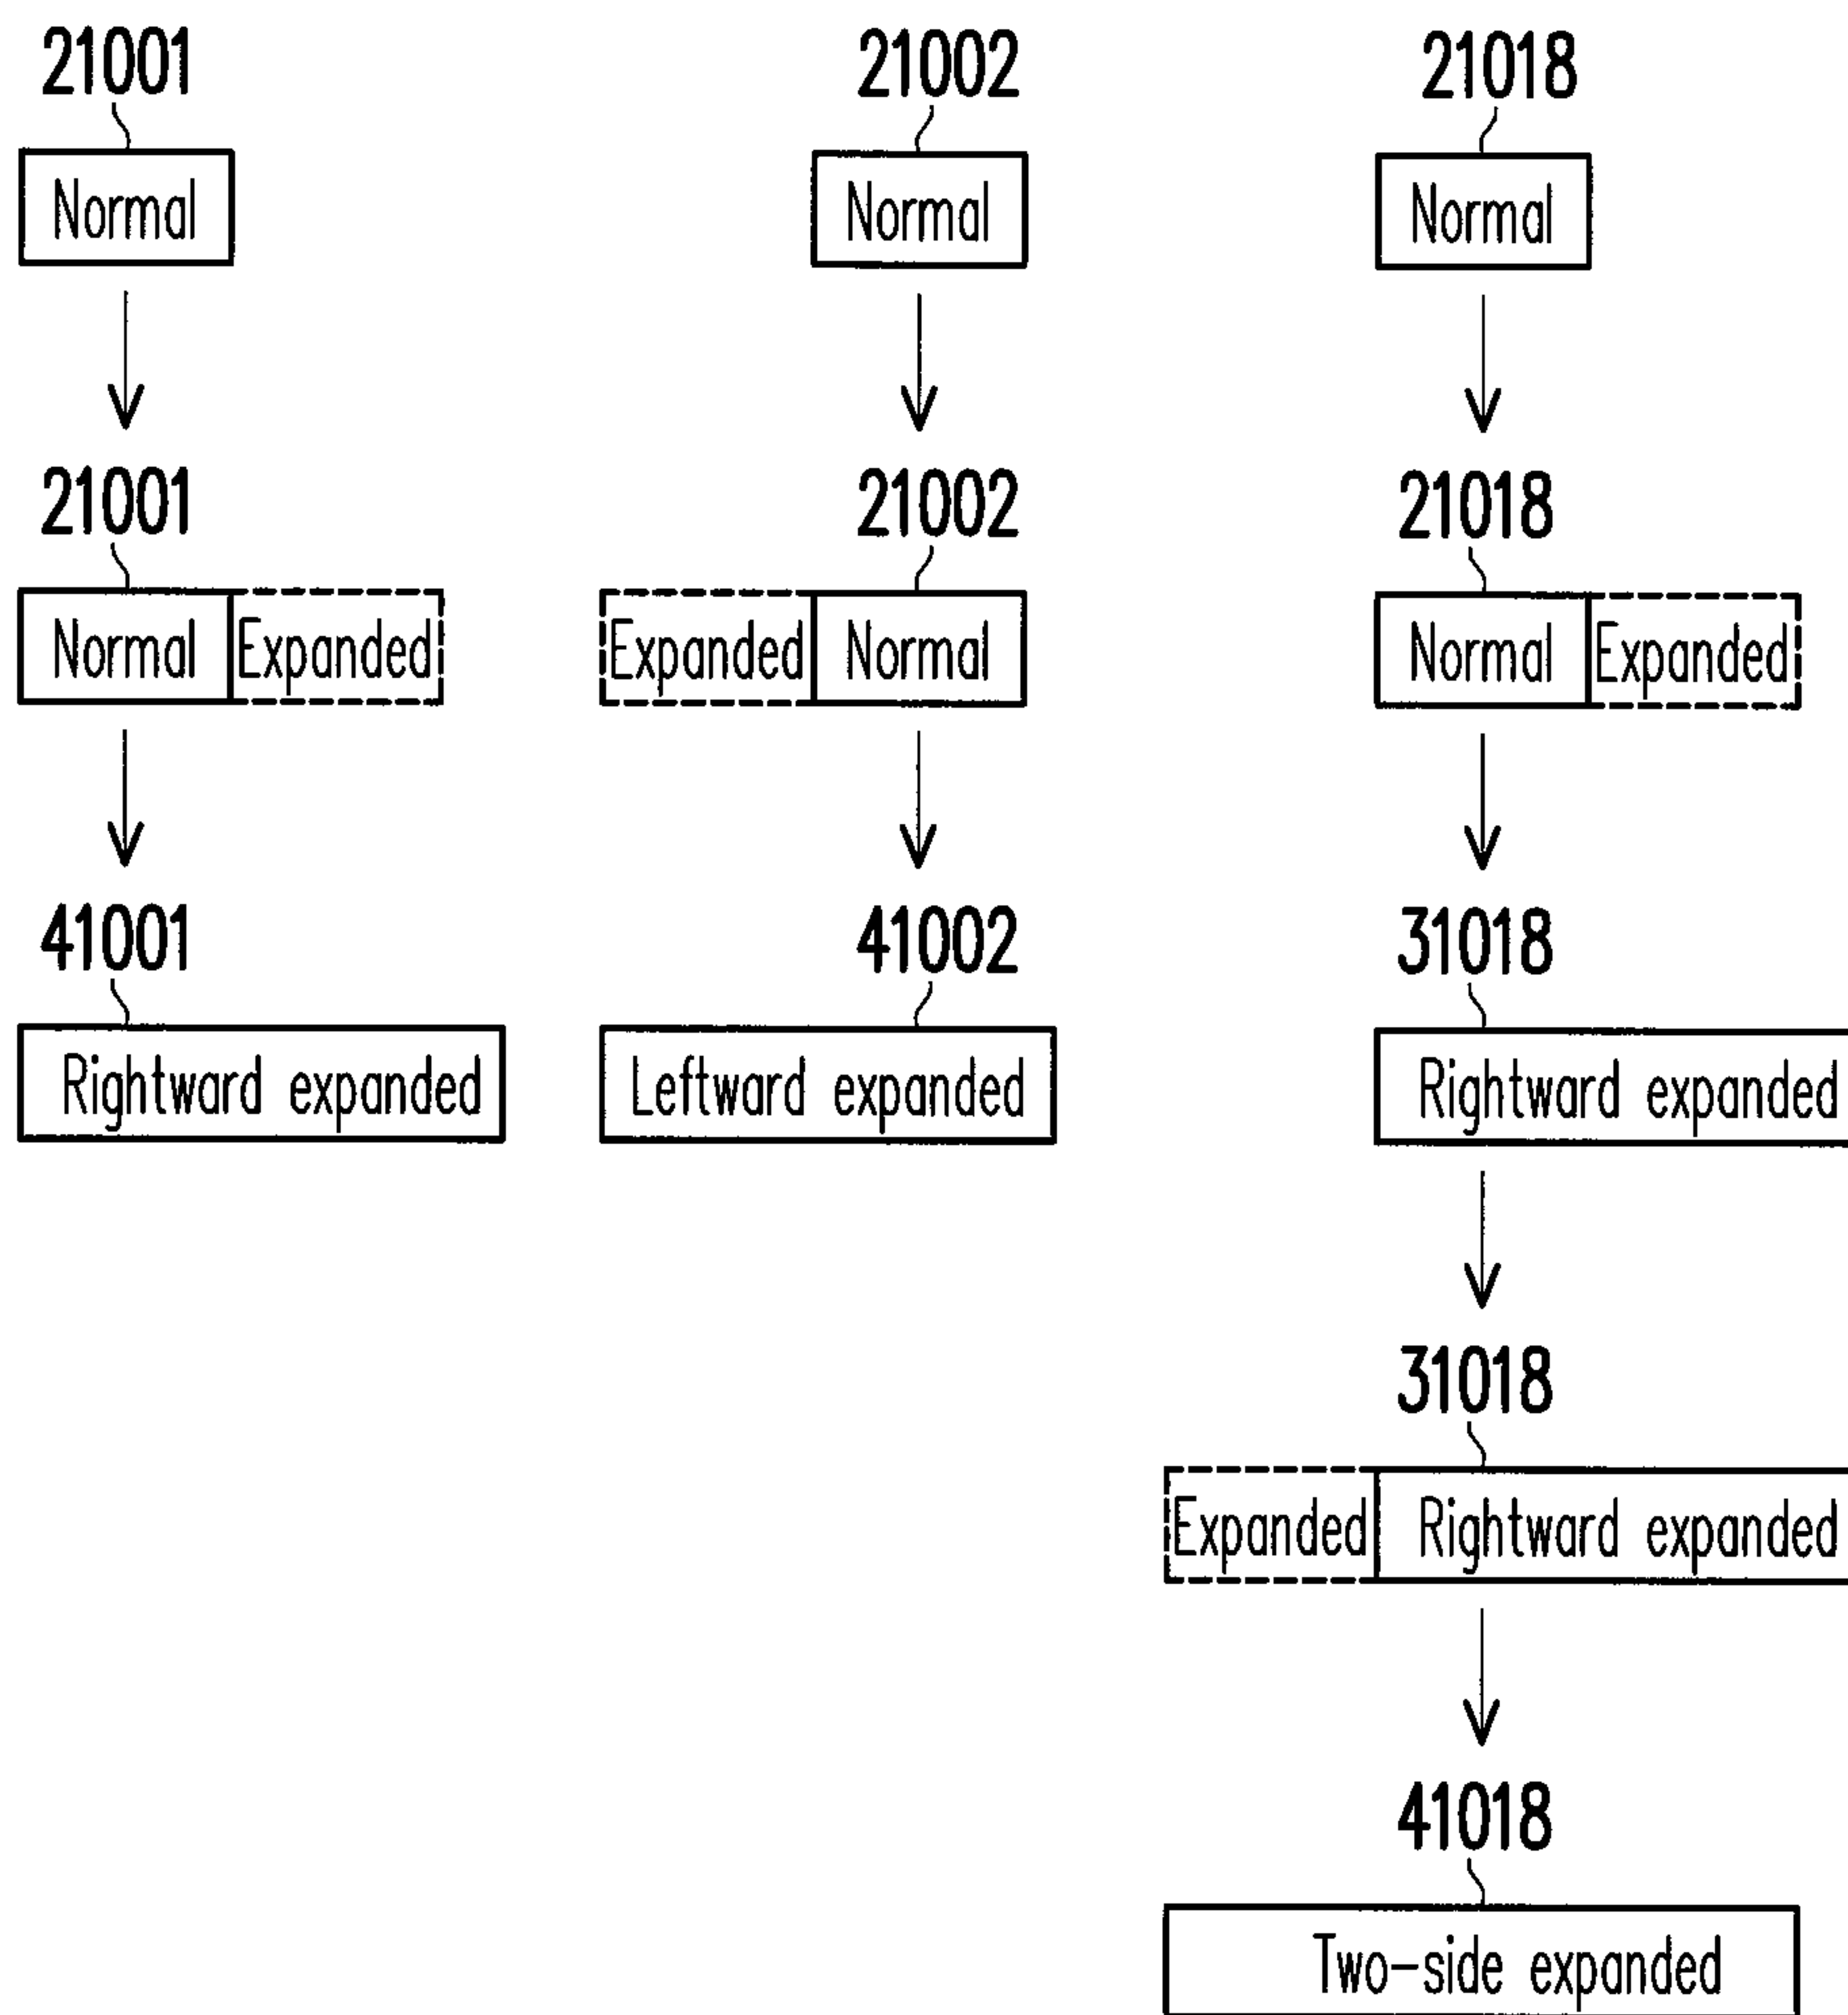 21001 21002 21018
Normal Normal Normal
21001 21002 21018
Normal Expanded Expanded Normal Normal Expanded
41001 41002 31018
Rightward expanded Leftward expanded Rightward expanded
31018
Expanded Rightward expanded
41018
Two-side expanded